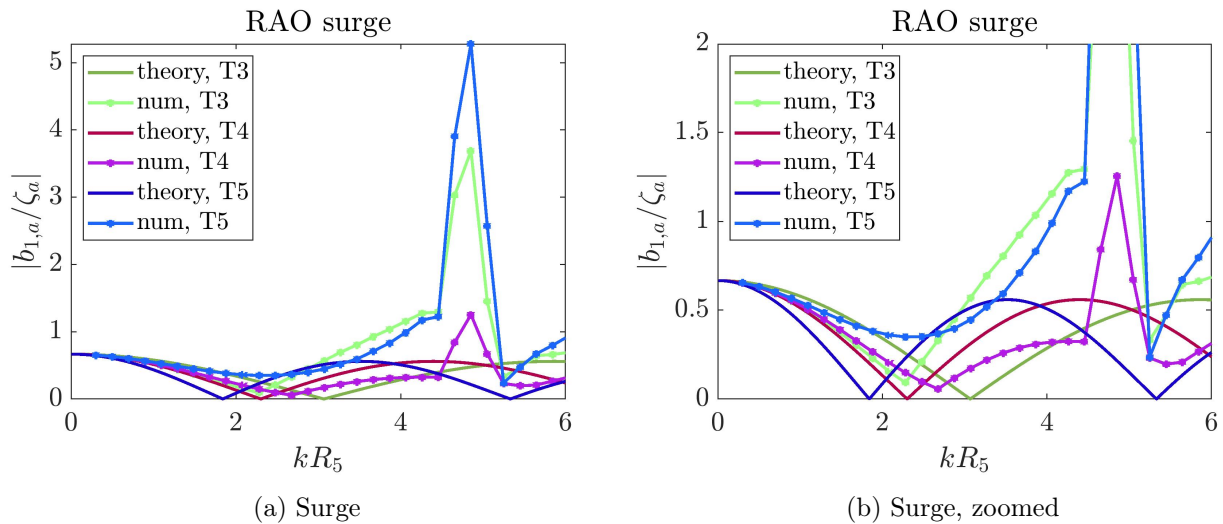 RAO surge
5
4
3
2
1
0
0
2
4
6
|b₁,ₐ/ζₐ|
kR₅
theory, T3
num, T3
theory, T4
num, T4
theory, T5
num, T5
(a) Surge
RAO surge
2
1.5
1
0.5
0
0
2
4
6
|b₁,ₐ/ζₐ|
kR₅
theory, T3
num, T3
theory, T4
num, T4
theory, T5
num, T5
(b) Surge, zoomed